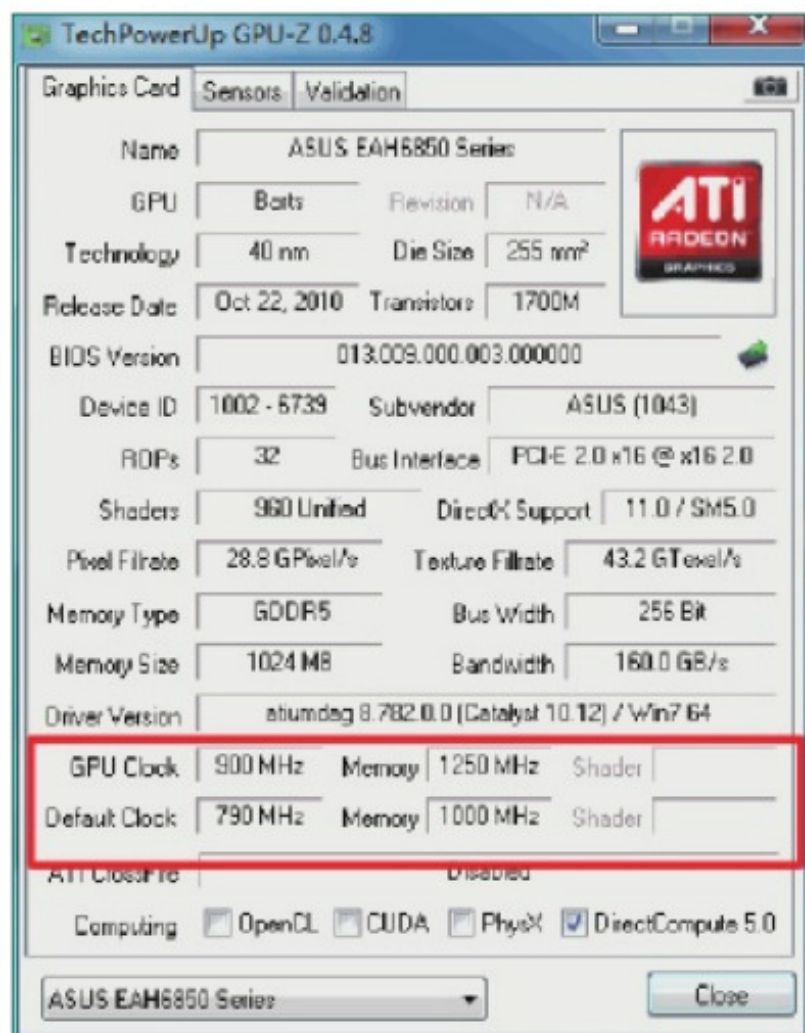 TechPowerUp GPU-Z 0.4.8
Graphics Card Sensors Validation
Name ASUS EAH6850 Series
GPU Barts Revision N/A
ATI RADEON GRAPHICS
Technology 40 nm Die Size 255 mm²
Release Date Oct 22, 2010 Transistors 1700M
BIOS Version 013.009.000.003.000000
Device ID 1002 - 6739 Subvendor ASUS (1043)
ROPs 32 Bus Interface PCI-E 2.0 x16 @ x16 2.0
Shaders 960 Unified DirectX Support 11.0 / SM5.0
Pixel Fillrate 28.8 GPixel/s Texture Fillrate 43.2 GTexel/s
Memory Type GDDR5 Bus Width 256 Bit
Memory Size 1024 MB Bandwidth 160.0 GB/s
Driver Version atiumdag 8.782.0.0 (Catalyst 10.12) / Win7 64
GPU Clock 900 MHz Memory 1250 MHz Shader
Default Clock 790 MHz Memory 1000 MHz Shader
ATI CrossFire Disabled
Computing OpenCL CUDA PhysX DirectCompute 5.0
ASUS EAH6850 Series Close